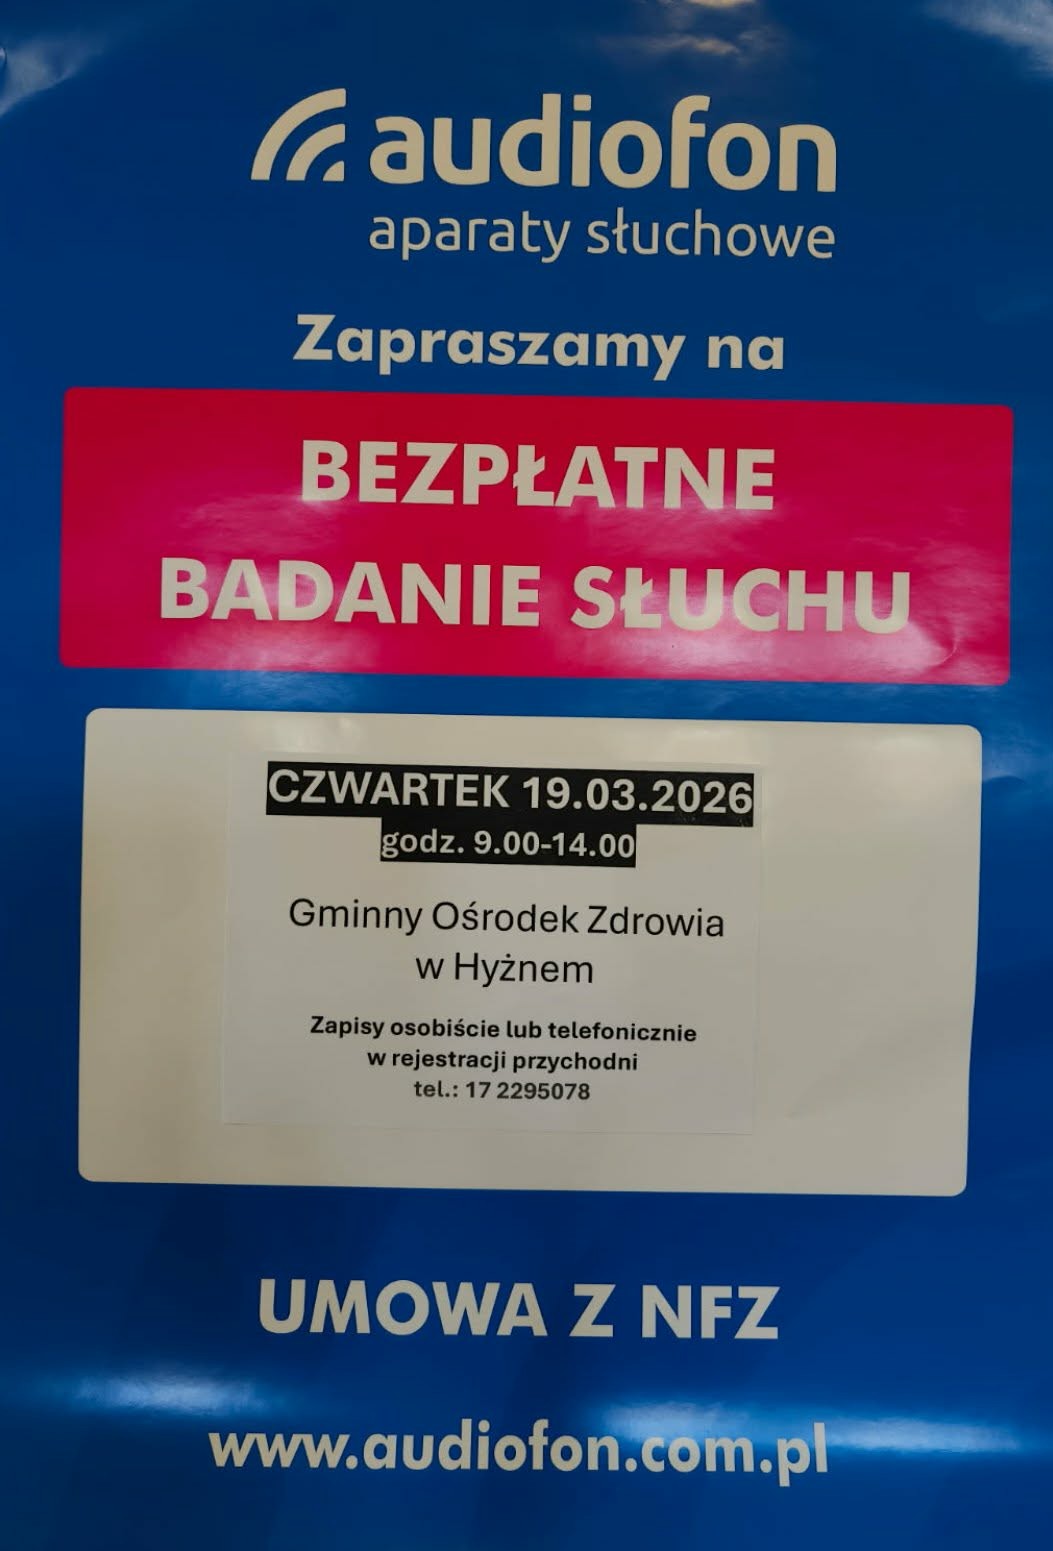 audiofon
aparaty słuchowe
Zapraszamy na
BEZPŁATNE
BADANIE SŁUCHU
CZWARTEK 19.03.2026
godz. 9.00-14.00
Gminny Ośrodek Zdrowia
w Hyżnem
Zapisy osobiście lub telefonicznie
w rejestracji przychodni
tel.: 17 2295078
UMOWA Z NFZ
www.audiofon.com.pl